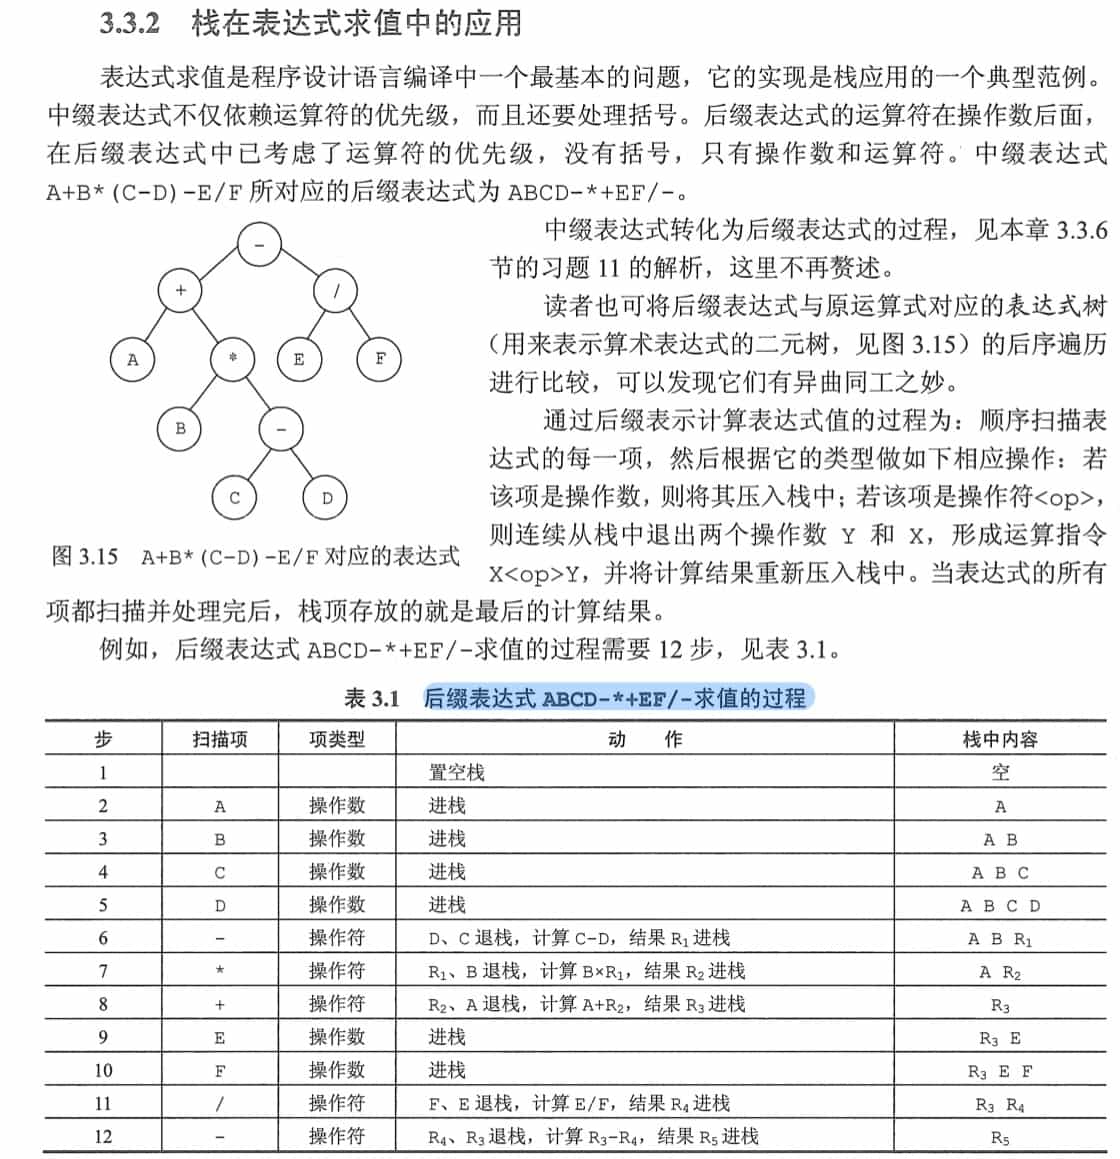 3.3.2 栈在表达式求值中的应用
表达式求值是程序设计语言编译中一个最基本的问题，它的实现是栈应用的一个典型范例。
中缀表达式不仅依赖运算符的优先级，而且还要处理括号。后缀表达式的运算符在操作数后面，
在后缀表达式中已考虑了运算符的优先级，没有括号，只有操作数和运算符。中缀表达式
A+B*(C-D)-E/F 所对应的后缀表达式为 ABCD-*+EF/-。
-
+ /
A * E F
B -
C D
图 3.15 A+B*(C-D)-E/F 对应的表达式
中缀表达式转化为后缀表达式的过程，见本章 3.3.6
节的习题 11 的解析，这里不再赘述。
读者也可将后缀表达式与原运算式对应的表达式树
（用来表示算术表达式的二元树，见图 3.15）的后序遍历
进行比较，可以发现它们有异曲同工之妙。
通过后缀表示计算表达式值的过程为：顺序扫描表
达式的每一项，然后根据它的类型做如下相应操作：若
该项是操作数，则将其压入栈中；若该项是操作符<op>，
则连续从栈中退出两个操作数 Y 和 X，形成运算指令
X<op>Y，并将计算结果重新压入栈中。当表达式的所有
项都扫描并处理完后，栈顶存放的就是最后的计算结果。
例如，后缀表达式 ABCD-*+EF/-求值的过程需要 12 步，见表 3.1。
表 3.1 后缀表达式 ABCD-*+EF/-求值的过程
步 扫描项 项类型 动 作 栈中内容
1 置空栈 空
2 A 操作数 进栈 A
3 B 操作数 进栈 A B
4 C 操作数 进栈 A B C
5 D 操作数 进栈 A B C D
6 - 操作符 D、C 退栈，计算 C-D，结果 R₁ 进栈 A B R₁
7 * 操作符 R₁、B 退栈，计算 B×R₁，结果 R₂ 进栈 A R₂
8 + 操作符 R₂、A 退栈，计算 A+R₂，结果 R₃ 进栈 R₃
9 E 操作数 进栈 R₃ E
10 F 操作数 进栈 R₃ E F
11 / 操作符 F、E 退栈，计算 E/F，结果 R₄ 进栈 R₃ R₄
12 - 操作符 R₄、R₃ 退栈，计算 R₃-R₄，结果 R₅ 进栈 R₅